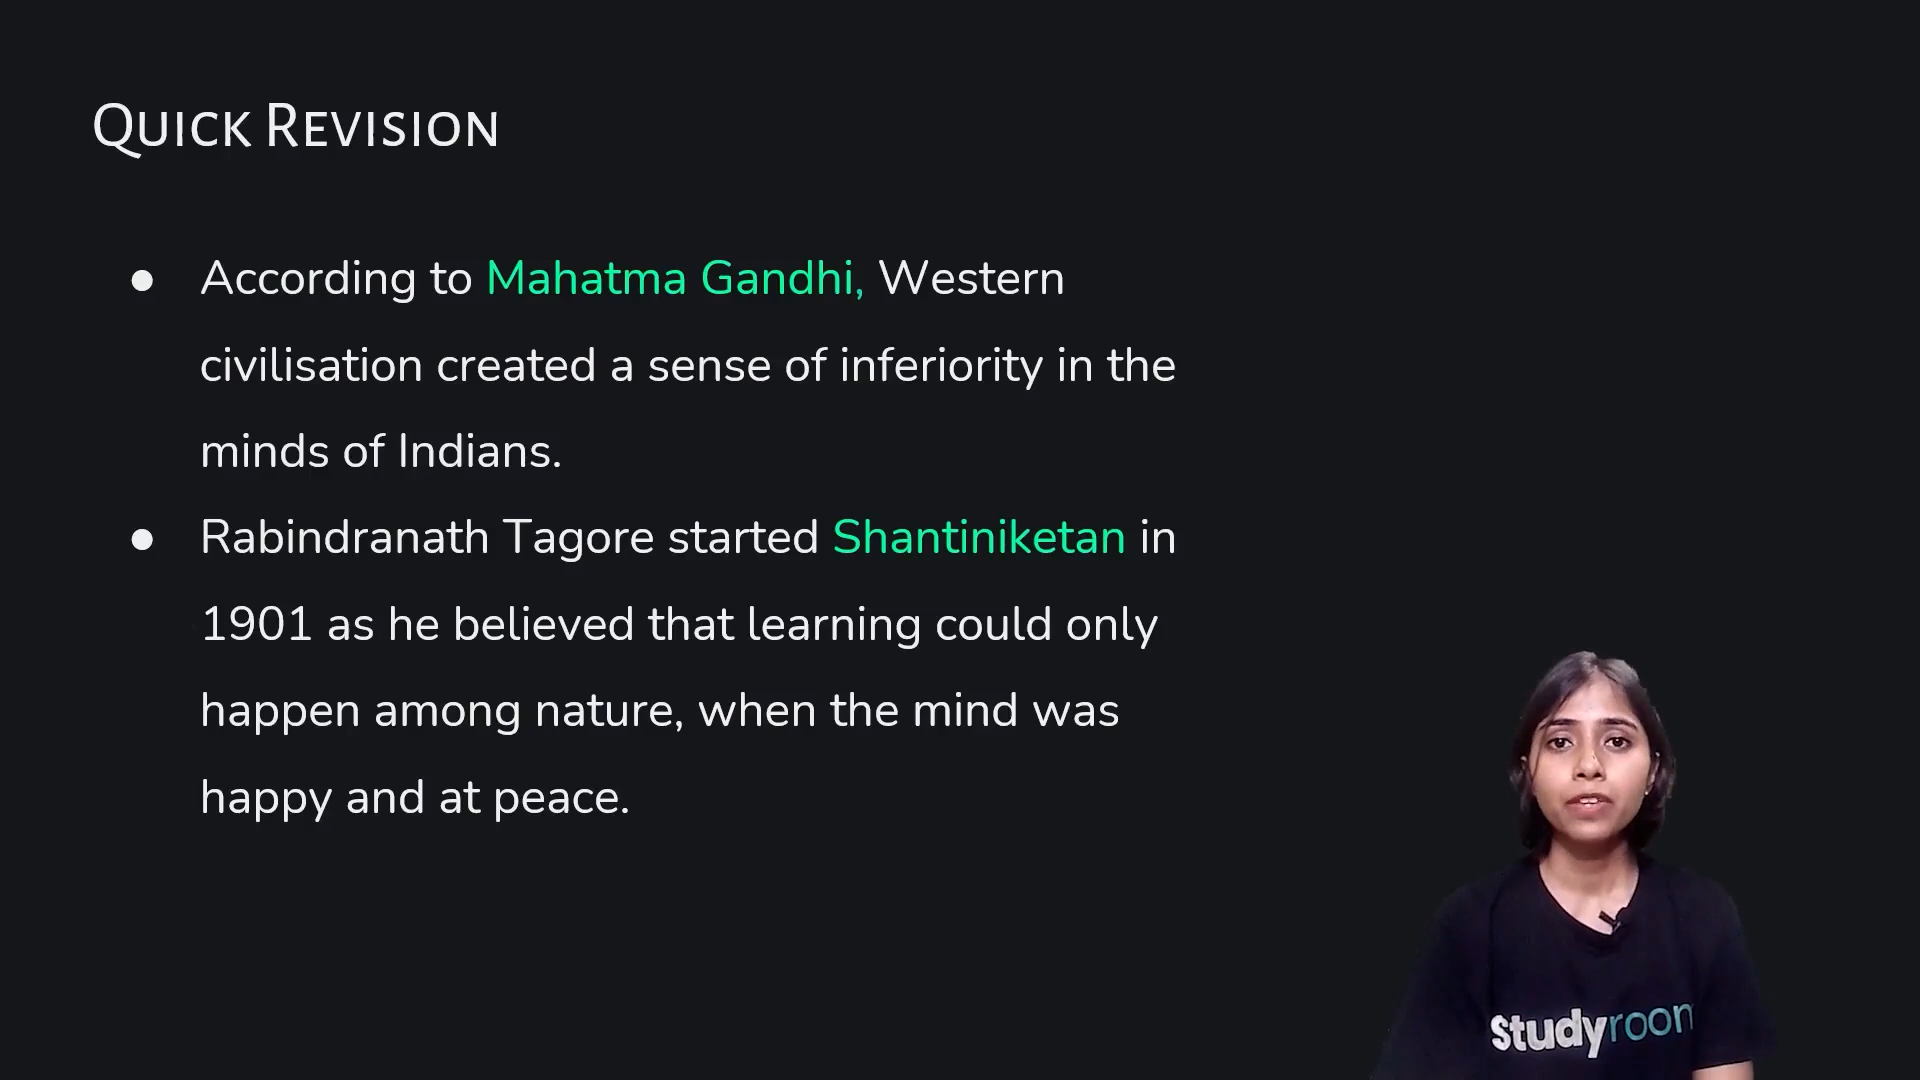 Quick Revision
● According to Mahatma Gandhi, Western
civilisation created a sense of inferiority in the
minds of Indians.
● Rabindranath Tagore started Shantiniketan in
1901 as he believed that learning could only
happen among nature, when the mind was
happy and at peace.
Studyroom